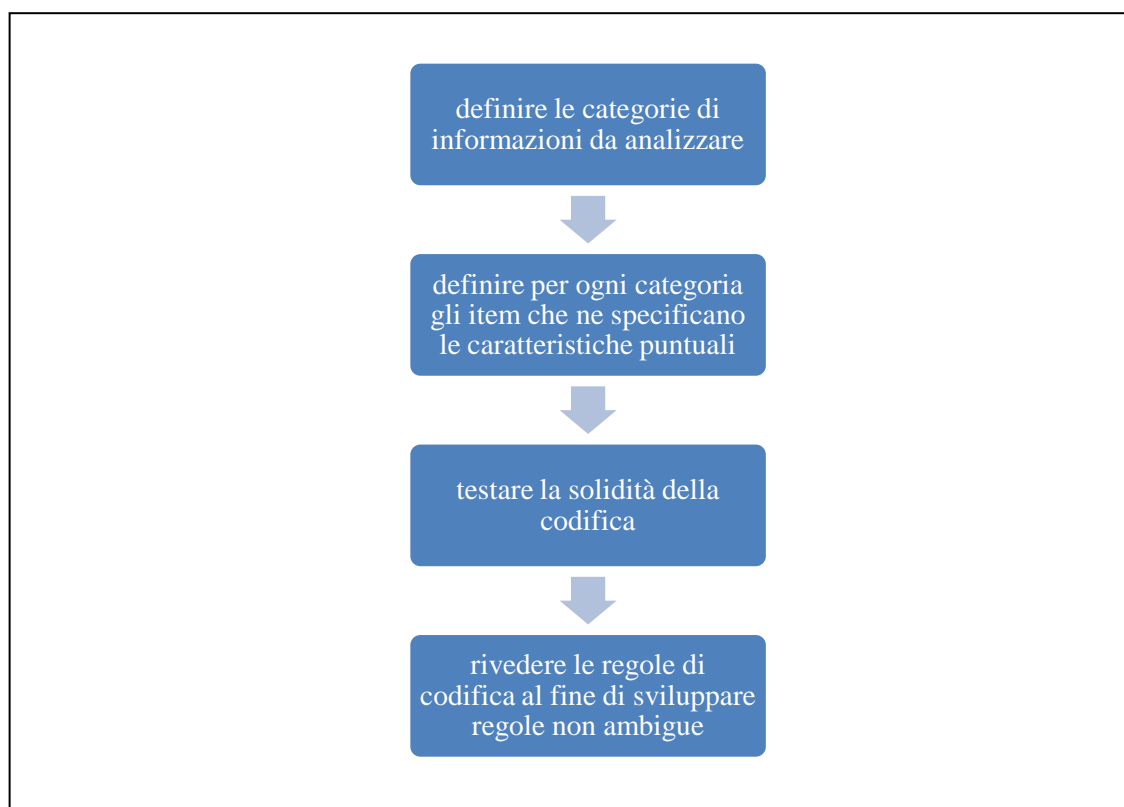 definire le categorie di
informazioni da analizzare
definire per ogni categoria
gli item che ne specificano
le caratteristiche puntuali
testare la solidità della
codifica
rivedere le regole di
codifica al fine di sviluppare
regole non ambigue